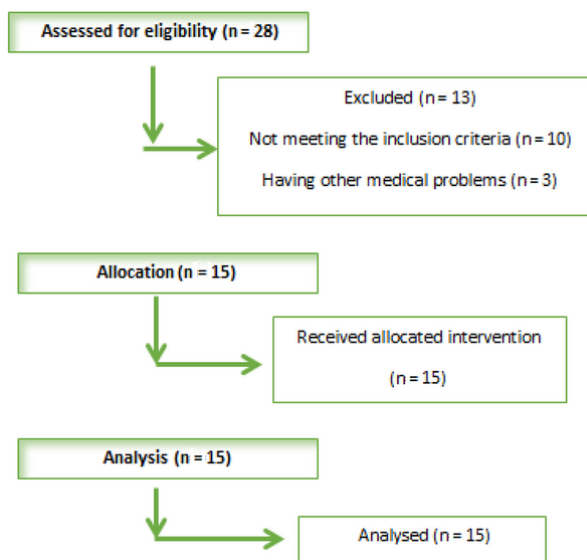 Assessed for eligibility (n = 28)
Excluded (n = 13)
Not meeting the inclusion criteria (n = 10)
Having other medical problems (n = 3)
Allocation (n = 15)
Received allocated intervention
(n = 15)
Analysis (n = 15)
Analysed (n = 15)